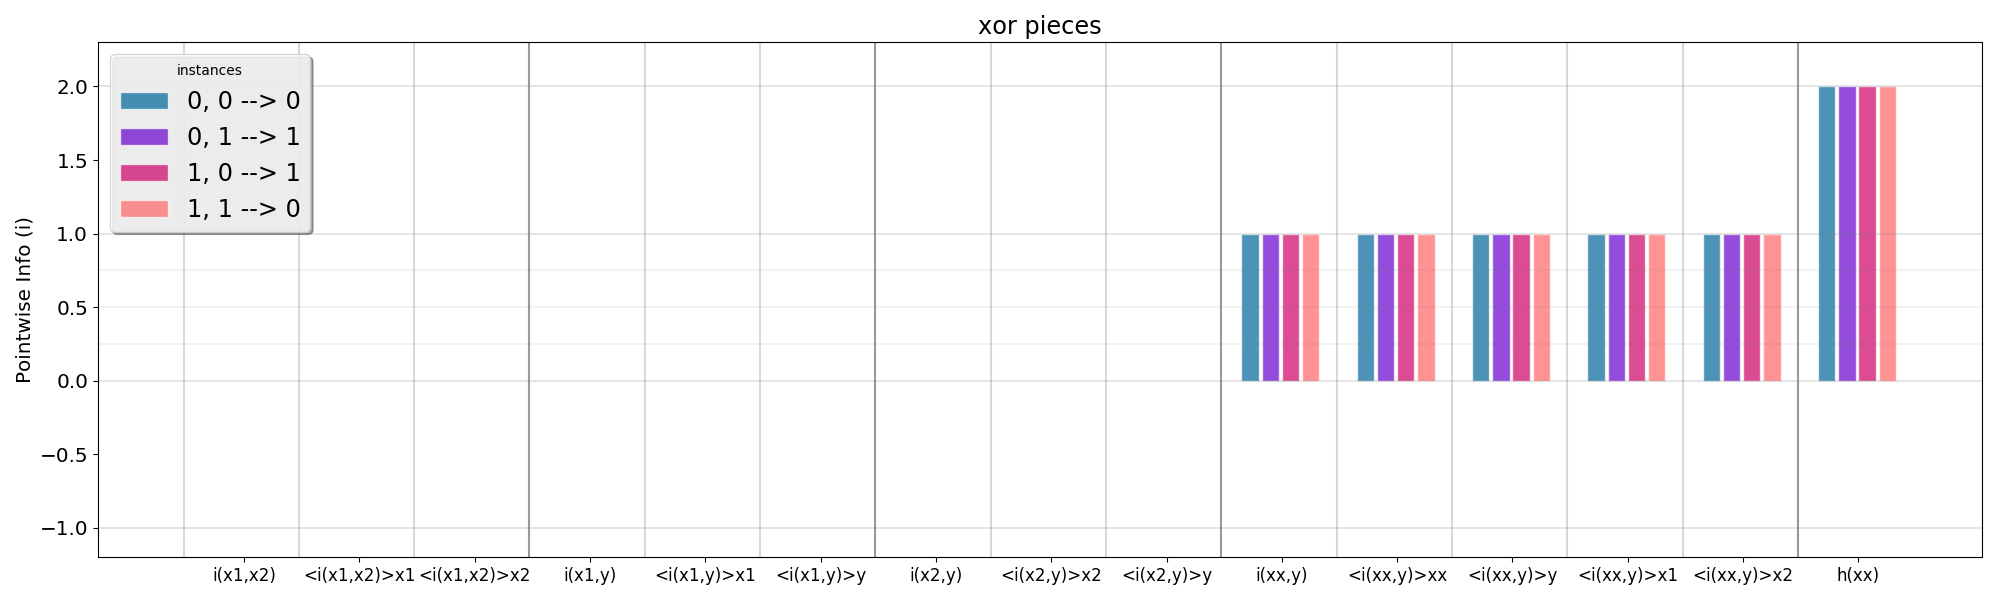 xor pieces
instances
0, 0 --> 0
0, 1 --> 1
1, 0 --> 1
1, 1 --> 0
Pointwise Info (i)
2.0
1.5
1.0
0.5
0.0
−0.5
−1.0
i(x1,x2) <i(x1,x2)>x1 <i(x1,x2)>x2 i(x1,y) <i(x1,y)>x1 <i(x1,y)>y i(x2,y) <i(x2,y)>x2 <i(x2,y)>y i(xx,y) <i(xx,y)>xx <i(xx,y)>y <i(xx,y)>x1 <i(xx,y)>x2 h(xx)